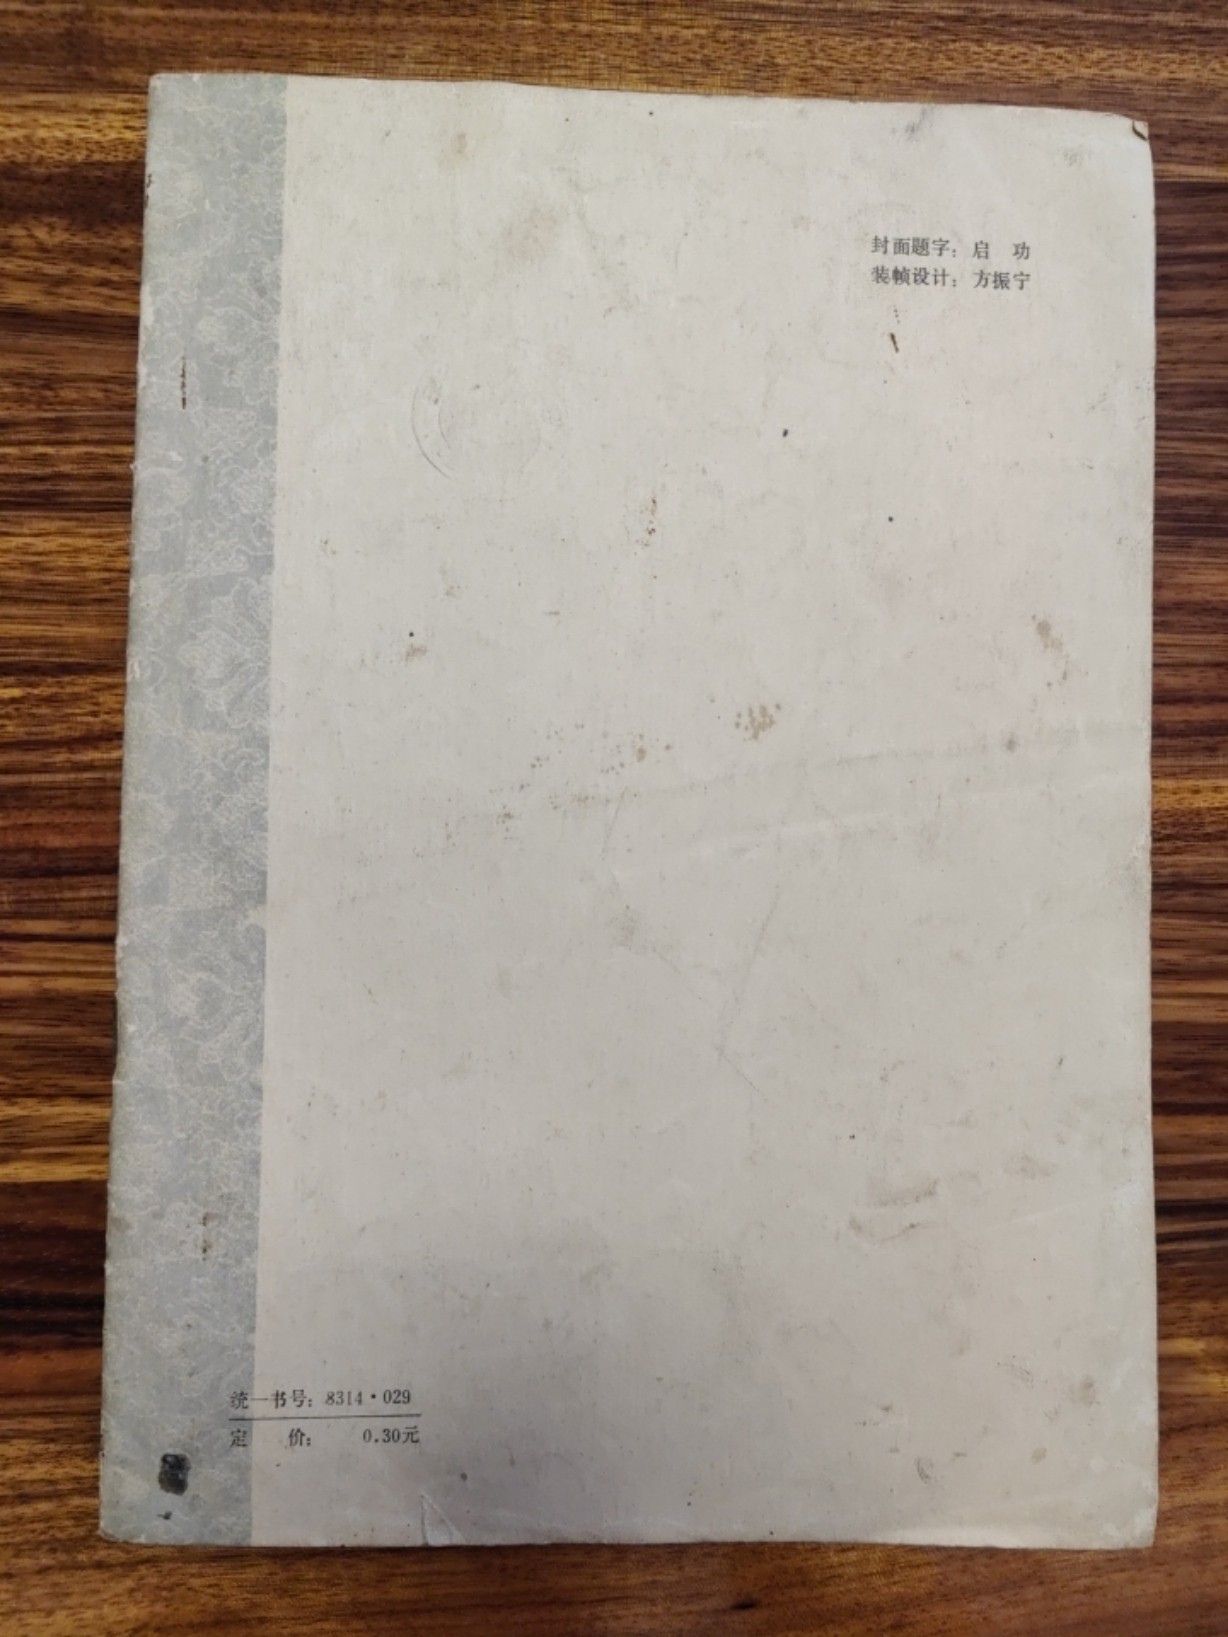 封面题字：启　功
装帧设计：方振宁
统一书号：8314·029
定　　价：　　0.30元